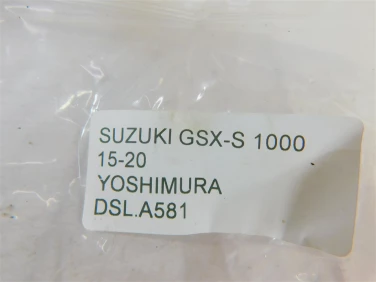 SUZUKI GSX-S 1000
15-20
YOSHIMURA
DSL.A581